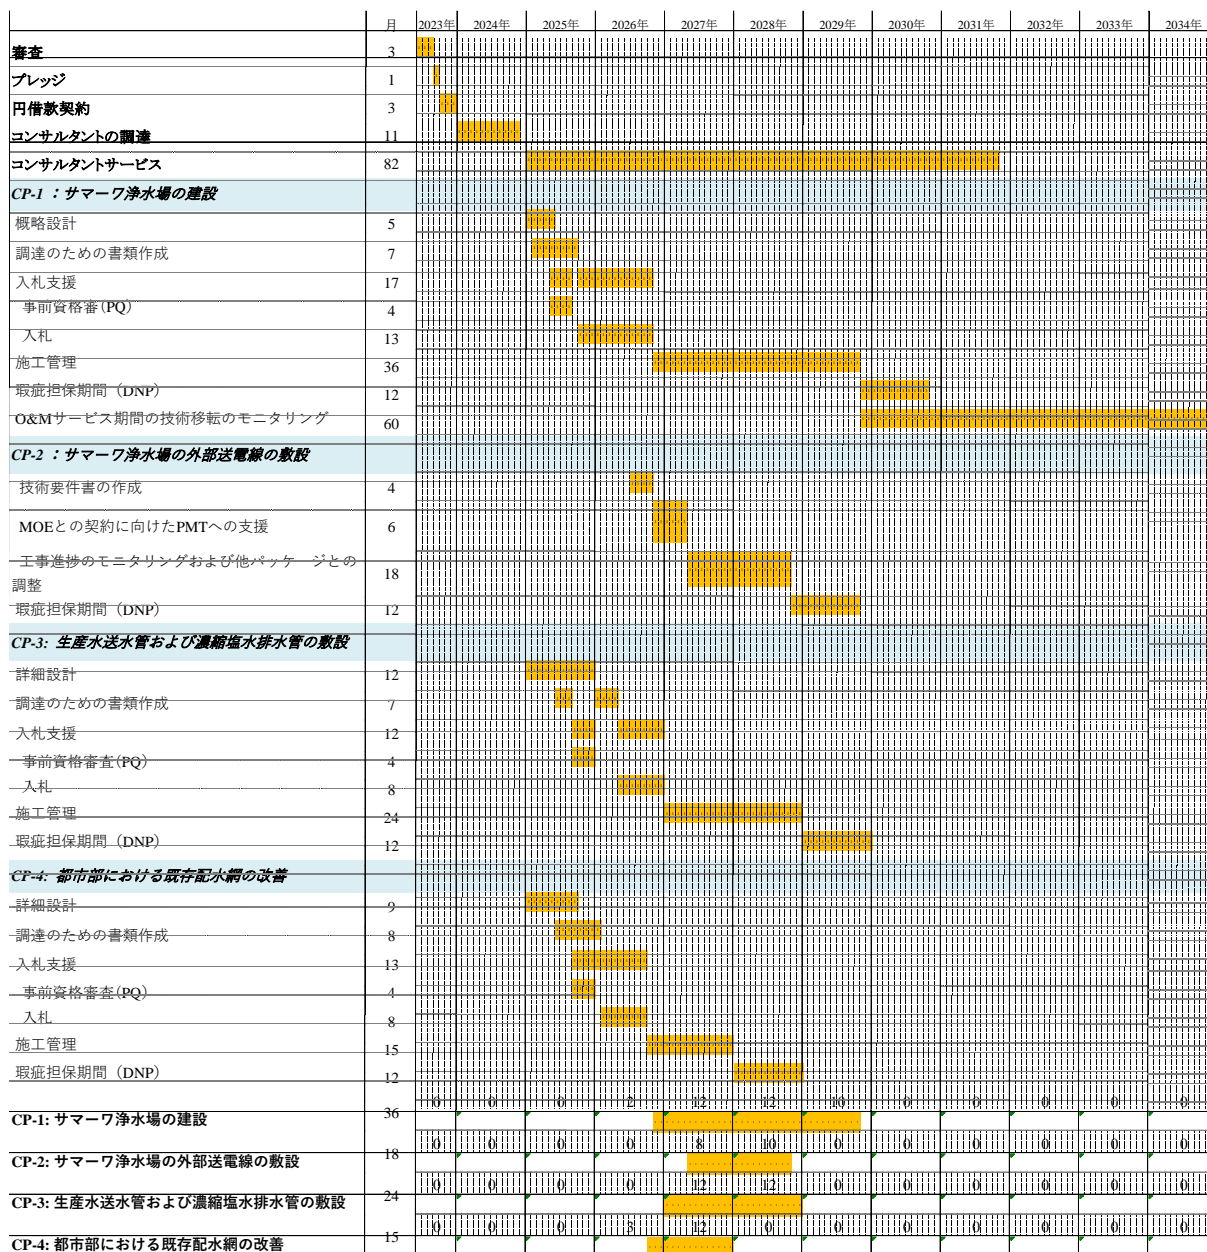 月 2023年 2024年 2025年 2026年 2027年 2028年 2029年 2030年 2031年 2032年 2033年 2034年
審査 3
プレッジ 1
円借款契約 3
コンサルタントの調達 11
コンサルタントサービス 82
CP-1 ：サマーワ浄水場の建設
概略設計 5
調達のための書類作成 7
入札支援 17
事前資格審(PQ) 4
入札 13
施工管理 36
瑕疵担保期間（DNP） 12
O&Mサービス期間の技術移転のモニタリング 60
CP-2 ：サマーワ浄水場の外部送電線の敷設
技術要件書の作成 4
MOEとの契約に向けたPMTへの支援 6
工事進捗のモニタリングおよび他パッケージとの
調整 18
瑕疵担保期間（DNP） 12
CP-3: 生産水送水管および濃縮塩水排水管の敷設
詳細設計 12
調達のための書類作成 7
入札支援 12
事前資格審査(PQ) 4
入札 8
施工管理 24
瑕疵担保期間（DNP） 12
CP-4: 都市部における既存配水網の改善
詳細設計 9
調達のための書類作成 8
入札支援 13
事前資格審査(PQ) 4
入札 8
施工管理 15
瑕疵担保期間（DNP） 12
0 0 0 2 12 12 10 0 0 0 0 0
CP-1: サマーワ浄水場の建設 36
0 0 0 0 8 10 0 0 0 0 0 0
CP-2: サマーワ浄水場の外部送電線の敷設 18
0 0 0 0 12 12 0 0 0 0 0 0
CP-3: 生産水送水管および濃縮塩水排水管の敷設 24
0 0 0 3 12 0 0 0 0 0 0 0
CP-4: 都市部における既存配水網の改善 15